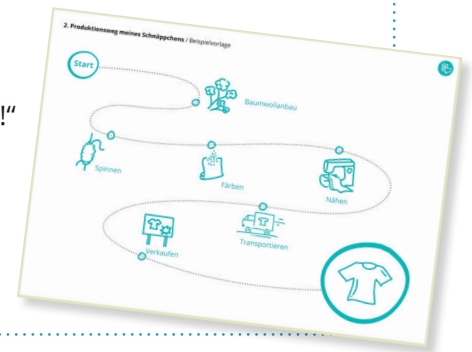 2. Produktionsweg meines Schnäppchens / Beispielvorlage
Start
Baumwollanbau
!“
Spinnen
Färben
Nähen
Transportieren
Verkaufen